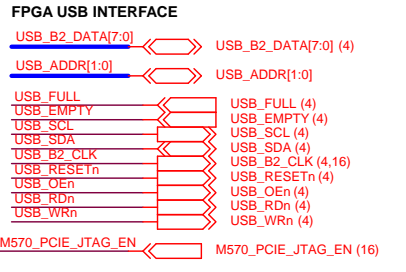 FPGA USB INTERFACE
USB_B2_DATA[7:0] USB_B2_DATA[7:0] (4)
USB_ADDR[1:0] USB_ADDR[1:0]
USB_FULL USB_FULL (4)
USB_EMPTY USB_EMPTY (4)
USB_SCL USB_SCL (4)
USB_SDA USB_SDA (4)
USB_B2_CLK USB_B2_CLK (4,16)
USB_RESETn USB_RESETn (4)
USB_OEn USB_OEn (4)
USB_RDn USB_RDn (4)
USB_WRn USB_WRn (4)
M570_PCIE_JTAG_EN M570_PCIE_JTAG_EN (16)